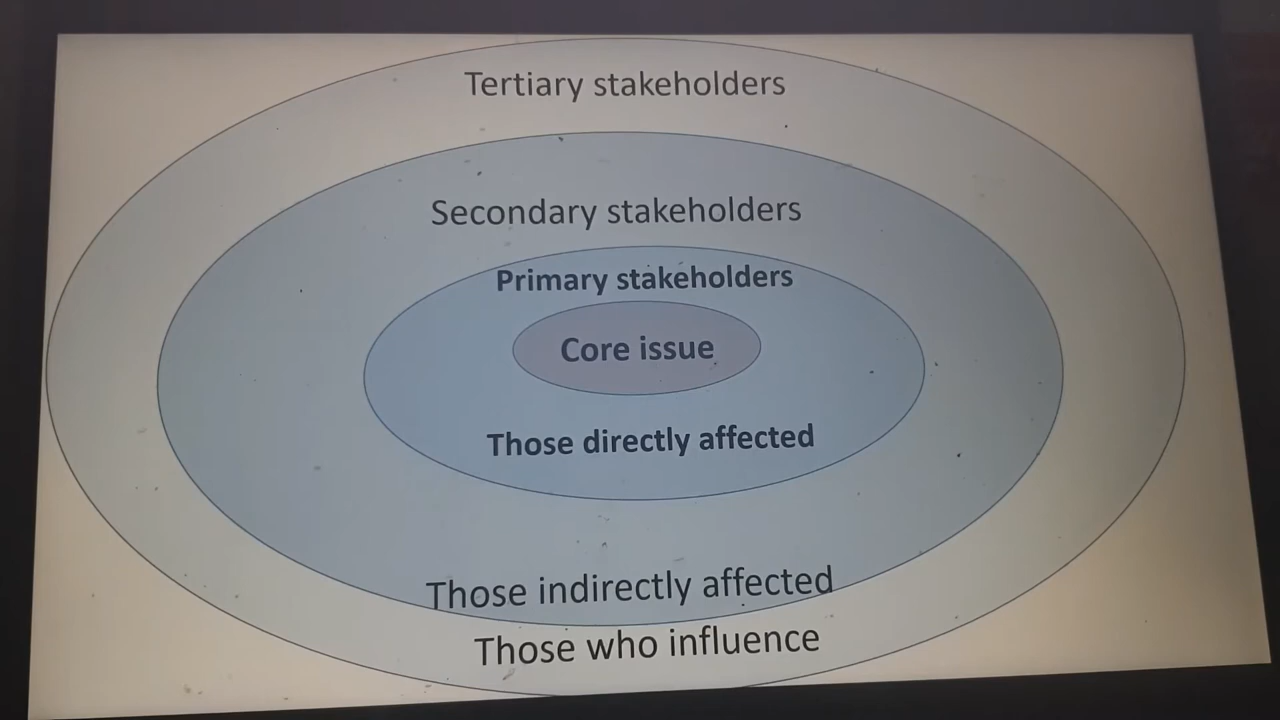 Tertiary stakeholders
Secondary stakeholders
Primary stakeholders
Core issue
Those directly affected
Those indirectly affected
Those who influence